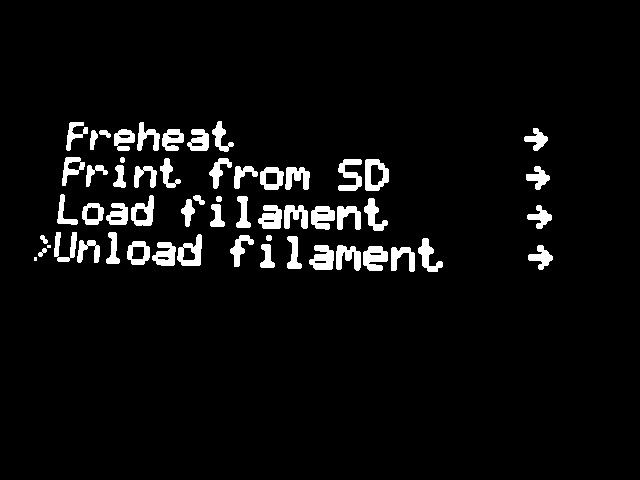 Preheat →
Print from SD →
Load filament →
>Unload filament →